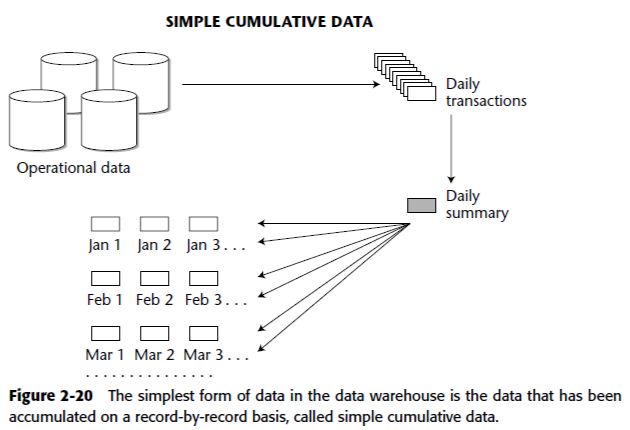 SIMPLE CUMULATIVE DATA
Daily
transactions
Operational data
Daily
summary
Jan 1 Jan 2 Jan 3 . . .
Feb 1 Feb 2 Feb 3 . . .
Mar 1 Mar 2 Mar 3 . . .
. . . . . . . . . . . . . . .
Figure 2-20 The simplest form of data in the data warehouse is the data that has been
accumulated on a record-by-record basis, called simple cumulative data.